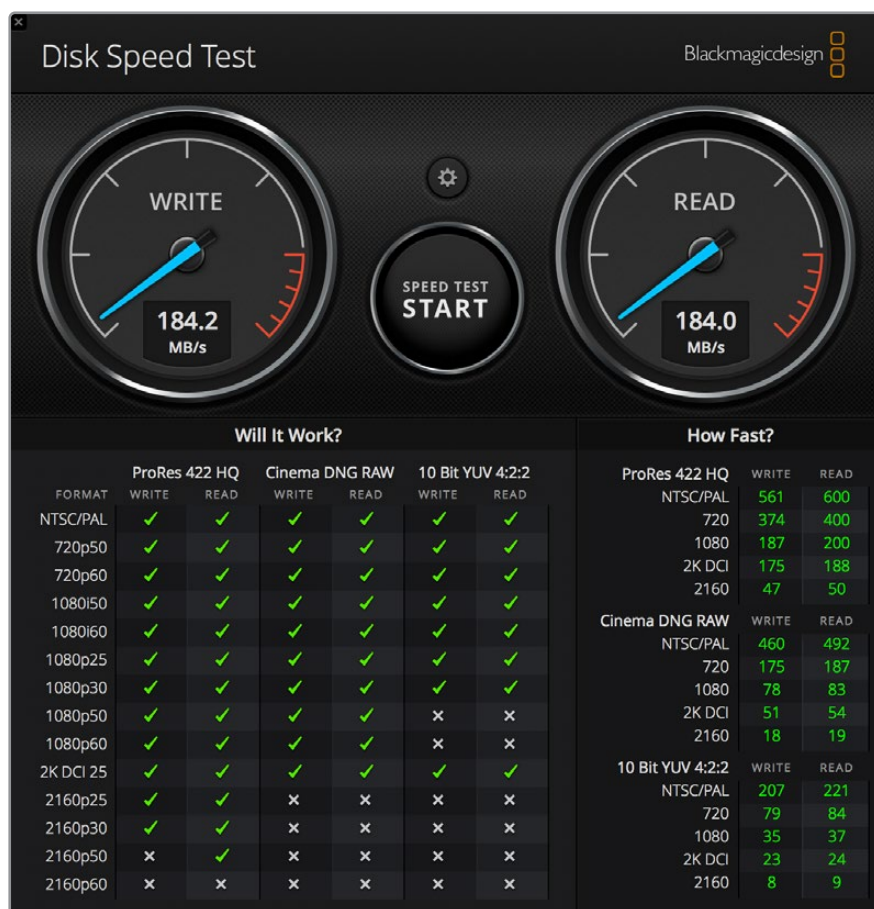 Disk Speed Test
Blackmagicdesign
WRITE
184.2
MB/s
SPEED TEST
START
READ
184.0
MB/s
Will It Work?
ProRes 422 HQ Cinema DNG RAW 10 Bit YUV 4:2:2
FORMAT WRITE READ WRITE READ WRITE READ
NTSC/PAL ✓ ✓ ✓ ✓ ✓ ✓
720p50 ✓ ✓ ✓ ✓ ✓ ✓
720p60 ✓ ✓ ✓ ✓ ✓ ✓
1080i50 ✓ ✓ ✓ ✓ ✓ ✓
1080i60 ✓ ✓ ✓ ✓ ✓ ✓
1080p25 ✓ ✓ ✓ ✓ ✓ ✓
1080p30 ✓ ✓ ✓ ✓ ✓ ✓
1080p50 ✓ ✓ ✓ ✓ × ×
1080p60 ✓ ✓ ✓ ✓ × ×
2K DCI 25 ✓ ✓ ✓ ✓ ✓ ✓
2160p25 ✓ ✓ × × × ×
2160p30 ✓ ✓ × × × ×
2160p50 × ✓ × × × ×
2160p60 × × × × × ×
How Fast?
ProRes 422 HQ WRITE READ
NTSC/PAL 561 600
720 374 400
1080 187 200
2K DCI 175 188
2160 47 50
Cinema DNG RAW WRITE READ
NTSC/PAL 460 492
720 175 187
1080 78 83
2K DCI 51 54
2160 18 19
10 Bit YUV 4:2:2 WRITE READ
NTSC/PAL 207 221
720 79 84
1080 35 37
2K DCI 23 24
2160 8 9